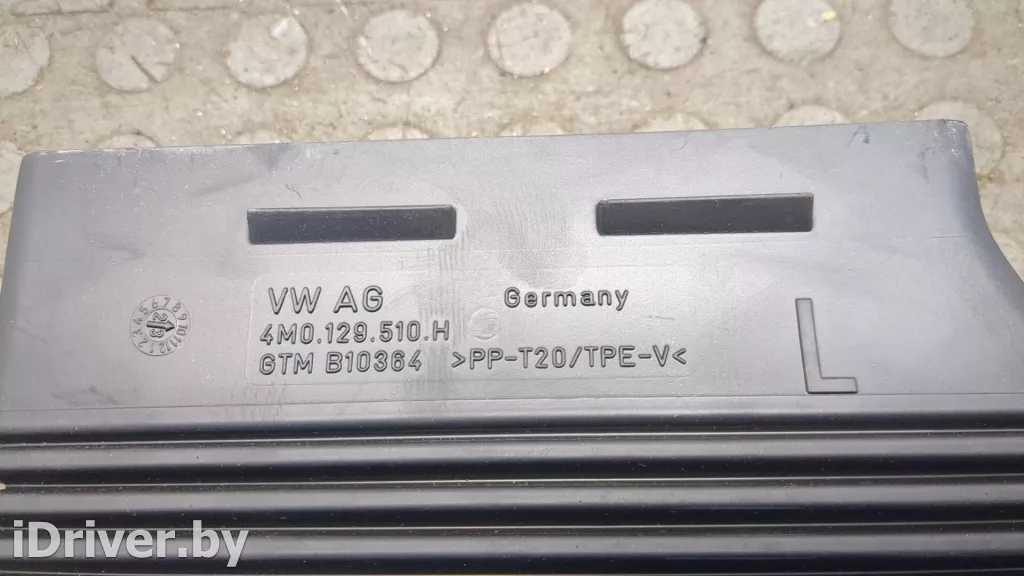 VW AG
Germany
4M0.129.510.H
GTM B10364 >PP-T20/TPE-V<
L
iDriver.by